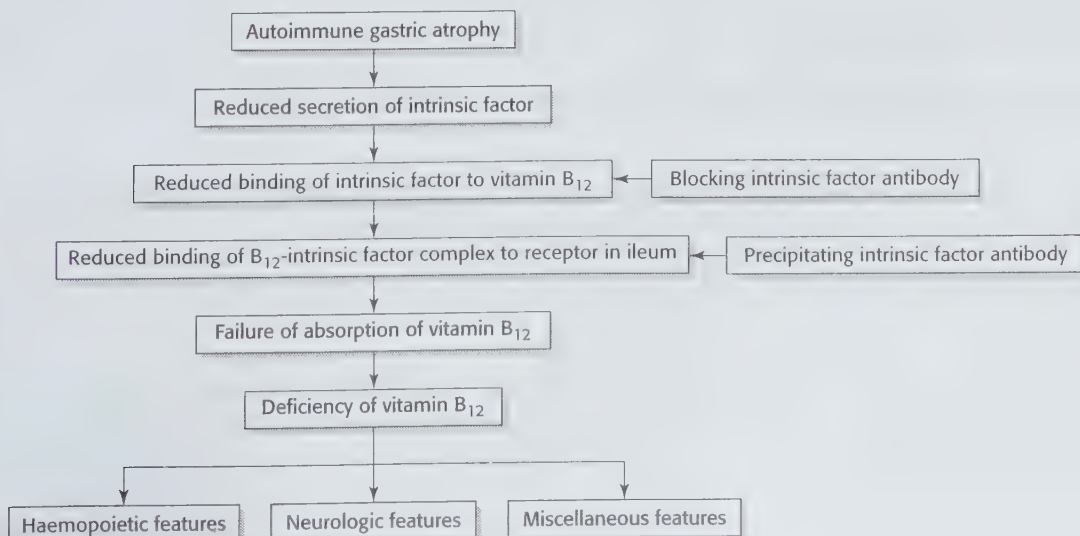 Autoimmune gastric atrophy
Reduced secretion of intrinsic factor
Reduced binding of intrinsic factor to vitamin B₁₂
Blocking intrinsic factor antibody
Reduced binding of B₁₂-intrinsic factor complex to receptor in ileum
Precipitating intrinsic factor antibody
Failure of absorption of vitamin B₁₂
Deficiency of vitamin B₁₂
Haemopoietic features
Neurologic features
Miscellaneous features